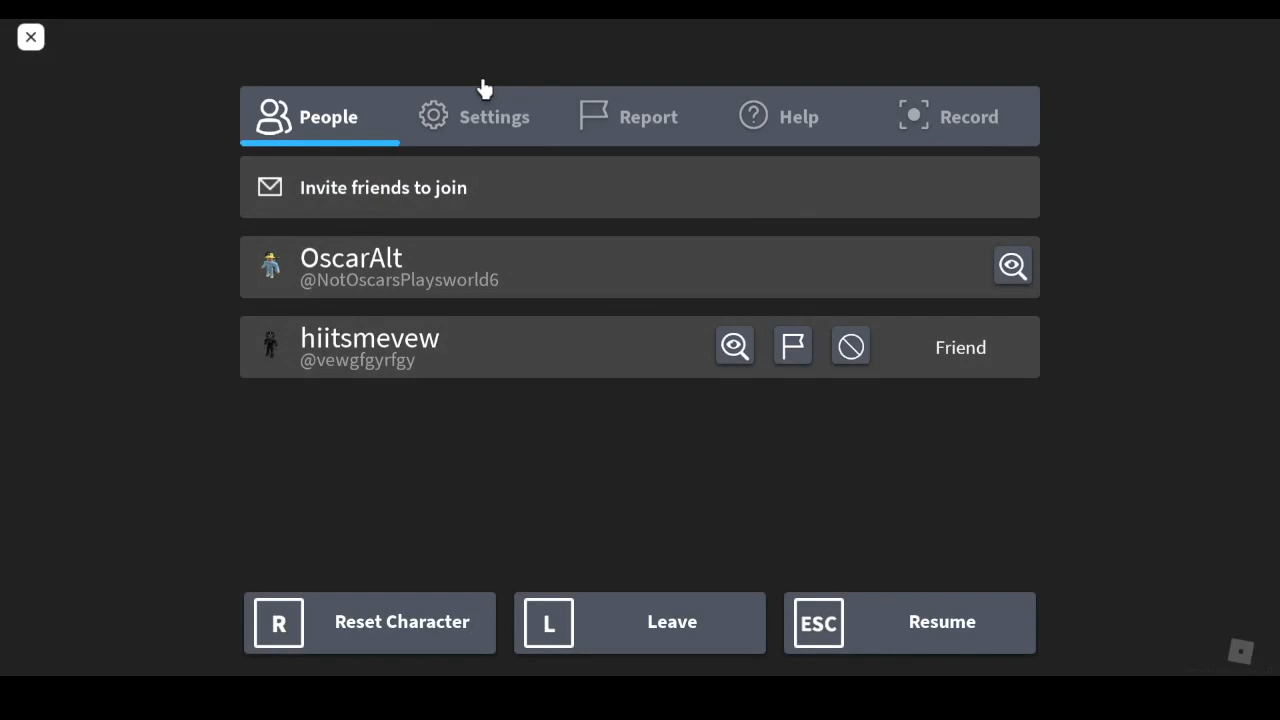 People
Settings
Report
Help
Record
Invite friends to join
OscarAlt
@NotOscarsPlaysworld6
hiitsmevew
@vewgfgyrfgy
Friend
R Reset Character
L Leave
ESC Resume